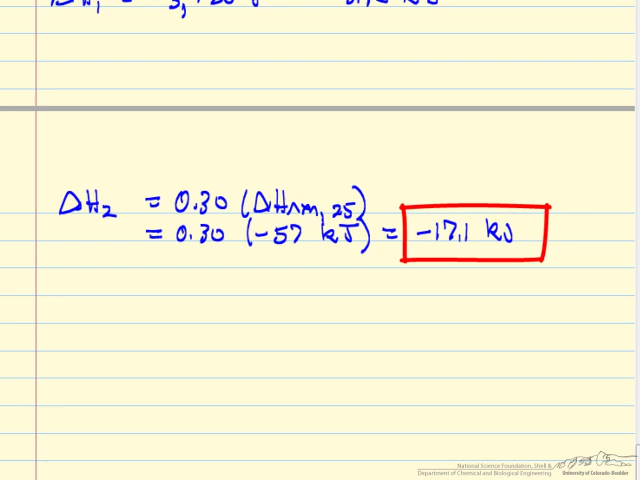 ΔH₂ = 0.30 (ΔHrm, 25)
= 0.30 (-57 kJ) = -17.1 kJ
National Science Foundation, Shell &
Department of Chemical and Biological Engineering
University of Colorado-Boulder